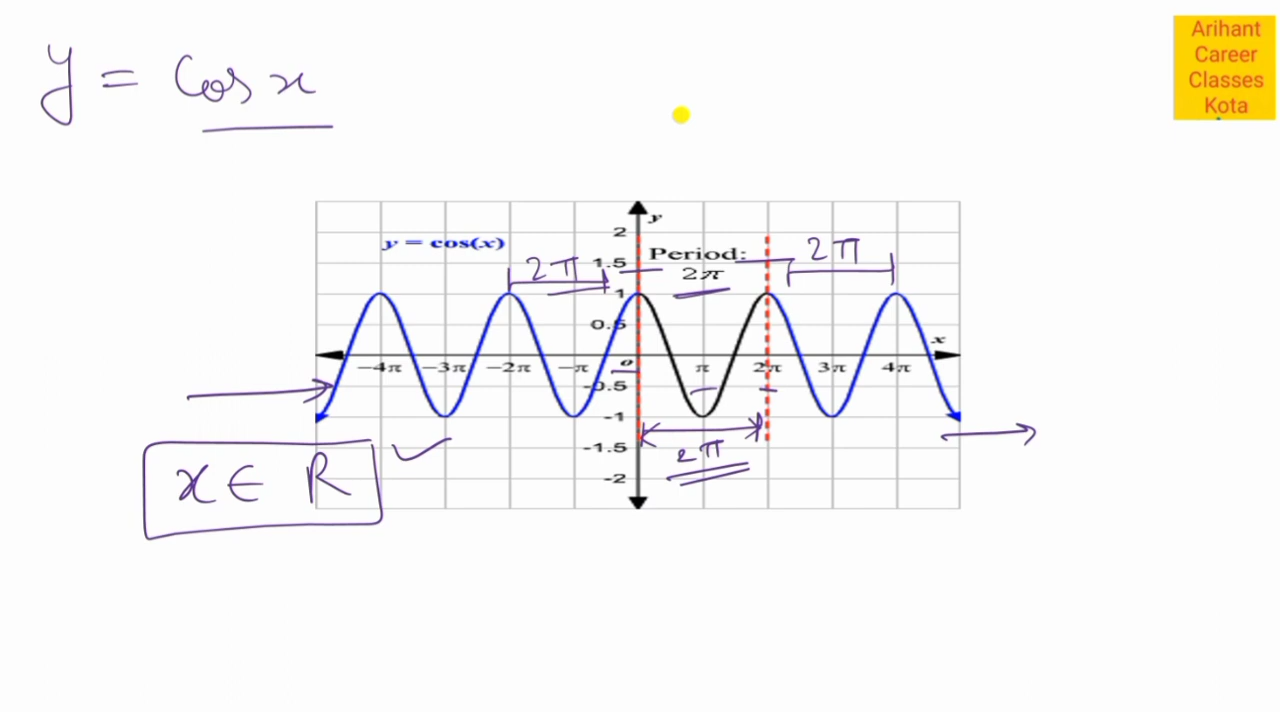 y = Cos x
Arihant
Career
Classes
Kota
y
2
y = cos(x)
Period:
2π
1.5
2π
2π
1
0.5
x
o
−4π −3π −2π −π π 2π 3π 4π
-0.5
-1
-1.5
2π
x ∈ R
-2